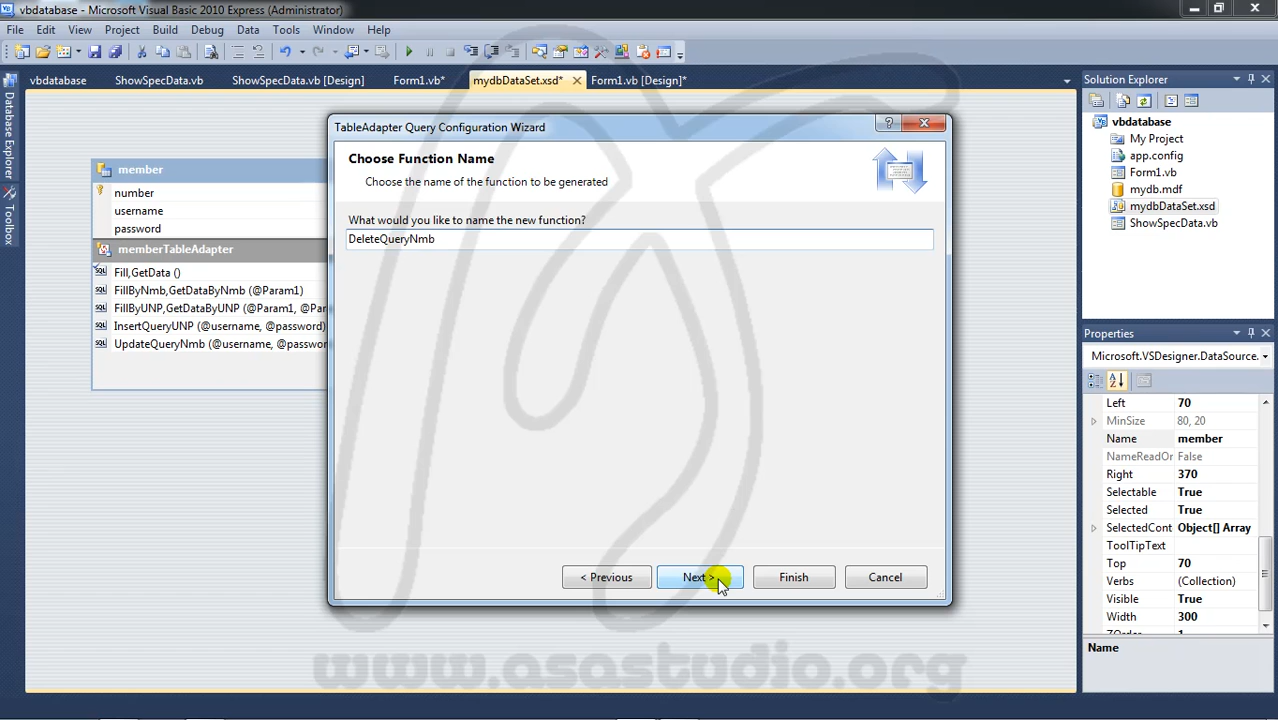 vbdatabase - Microsoft Visual Basic 2010 Express (Administrator)
File Edit View Project Build Debug Data Tools Window Help
vbdatabase ShowSpecData.vb ShowSpecData.vb [Design] Form1.vb* mydbDataSet.xsd* Form1.vb [Design]*
Database Explorer
Toolbox
member
number
username
password
memberTableAdapter
Fill,GetData ()
FillByNmb,GetDataByNmb (@Param1)
FillByUNP,GetDataByUNP (@Param1, @Par
InsertQueryUNP (@username, @password)
UpdateQueryNmb (@username, @passwor
TableAdapter Query Configuration Wizard
Choose Function Name
Choose the name of the function to be generated
What would you like to name the new function?
DeleteQueryNmb
< Previous Next > Finish Cancel
Solution Explorer
vbdatabase
My Project
app.config
Form1.vb
mydb.mdf
mydbDataSet.xsd
ShowSpecData.vb
Properties
Microsoft.VSDesigner.DataSource.
Left 70
MinSize 80, 20
Name member
NameReadOr False
Right 370
Selectable True
Selected True
SelectedCont Object[] Array
ToolTipText
Top 70
Verbs (Collection)
Visible True
Width 300
ZOrder 1
Name
www.asastudio.org